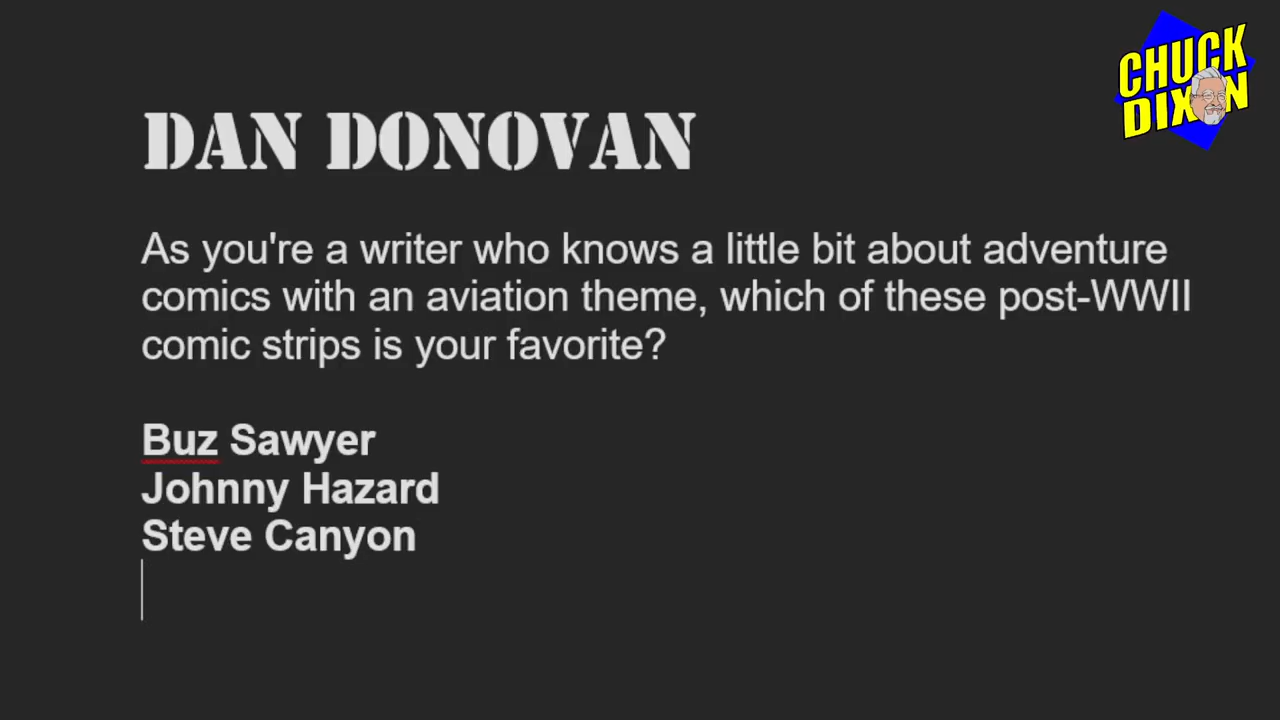 CHUCK
DIXON
DAN DONOVAN
As you're a writer who knows a little bit about adventure
comics with an aviation theme, which of these post-WWII
comic strips is your favorite?
Buz Sawyer
Johnny Hazard
Steve Canyon